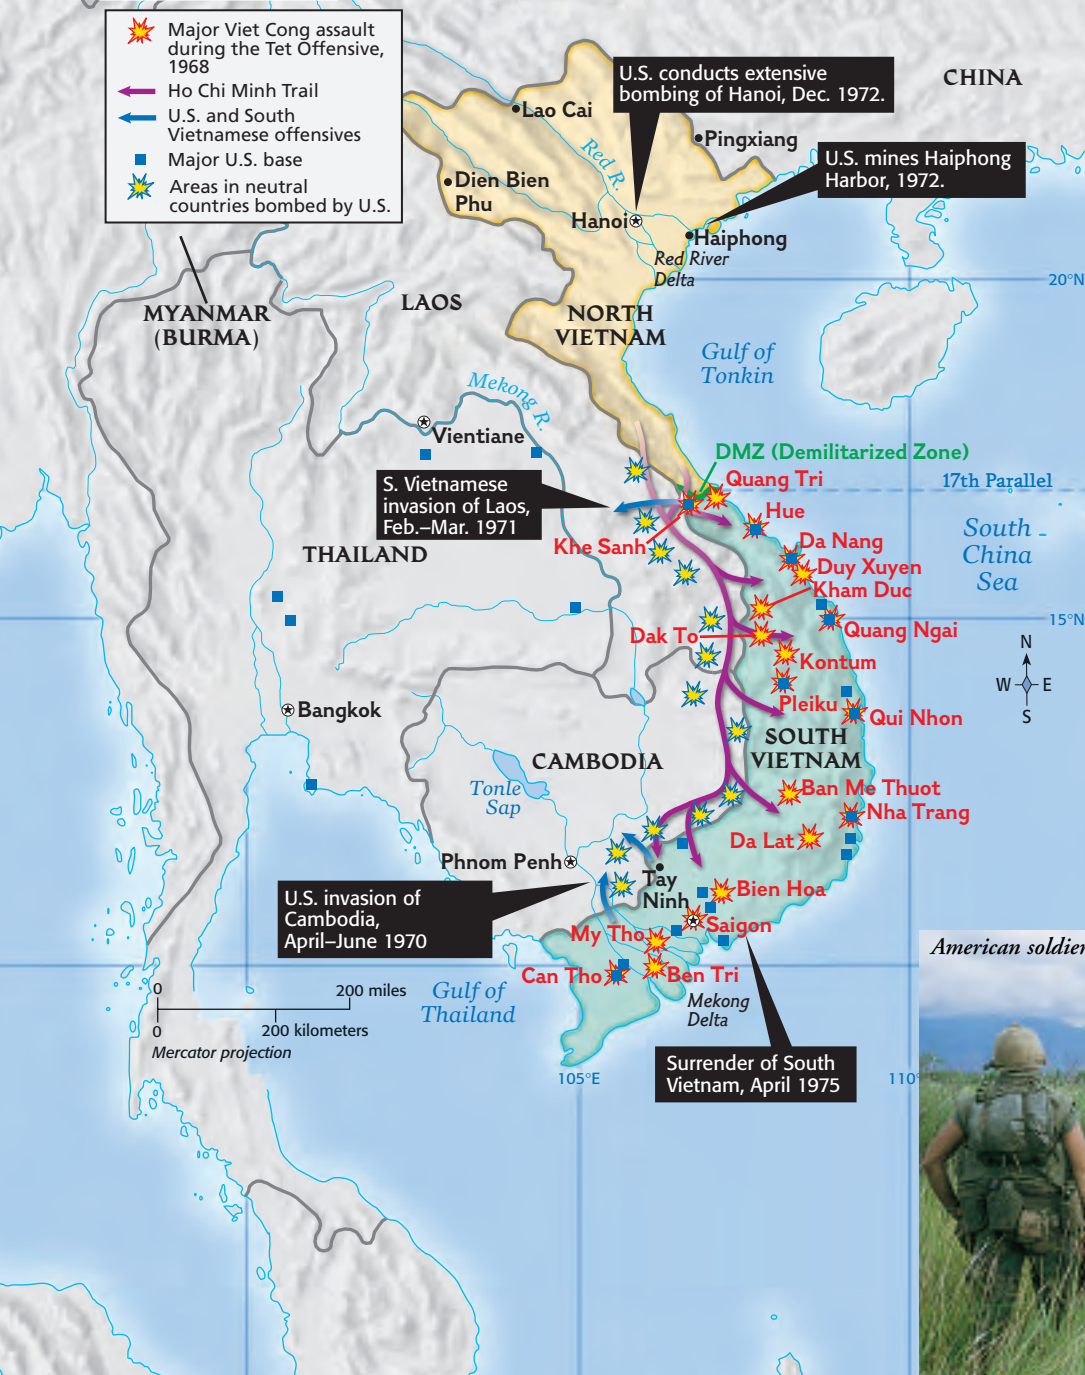 Major Viet Cong assault
during the Tet Offensive,
1968
Ho Chi Minh Trail
U.S. and South
Vietnamese offensives
Major U.S. base
Areas in neutral
countries bombed by U.S.
U.S. conducts extensive
bombing of Hanoi, Dec. 1972.
CHINA
Lao Cai
Red R.
Pingxiang
U.S. mines Haiphong
Harbor, 1972.
Dien Bien
Phu
Hanoi
Haiphong
Red River
Delta
20°N
MYANMAR
(BURMA)
LAOS
NORTH
VIETNAM
Gulf of
Tonkin
Mekong R.
Vientiane
DMZ (Demilitarized Zone)
Quang Tri
17th Parallel
S. Vietnamese
invasion of Laos,
Feb.–Mar. 1971
Hue
South
China
Sea
Khe Sanh
Da Nang
THAILAND
Duy Xuyen
Kham Duc
15°N
Dak To
Quang Ngai
N
W
E
S
Kontum
Bangkok
Pleiku
Qui Nhon
SOUTH
VIETNAM
CAMBODIA
Tonle
Sap
Ban Me Thuot
Nha Trang
Da Lat
Phnom Penh
Tay
Ninh
Bien Hoa
U.S. invasion of
Cambodia,
April–June 1970
Saigon
My Tho
American soldier
Can Tho
Ben Tri
0
200 miles
0
200 kilometers
Mercator projection
Gulf of
Thailand
Mekong
Delta
Surrender of South
Vietnam, April 1975
105°E
110°